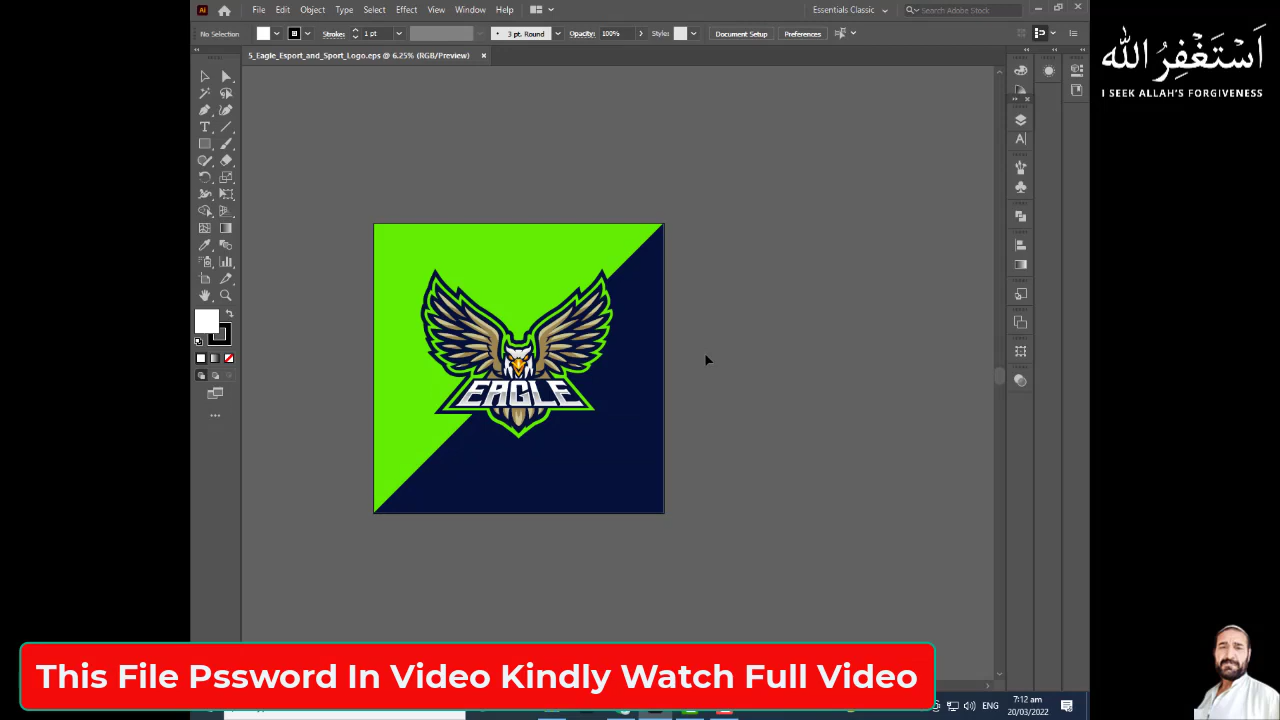 File Edit Object Type Select Effect View Window Help
Essentials Classic
Search Adobe Stock
No Selection
Stroke:
1 pt
3 pt. Round
Opacity:
100%
Styles
Document Setup
Preferences
5_Eagle_Esport_and_Sport_Logo.eps @ 6.25% (RGB/Preview)
اَسْتَغْفِرُ اللّٰه
I SEEK ALLAH'S FORGIVENESS
EAGLE
This File Pssword In Video Kindly Watch Full Video
ENG
7:12 am
20/03/2022